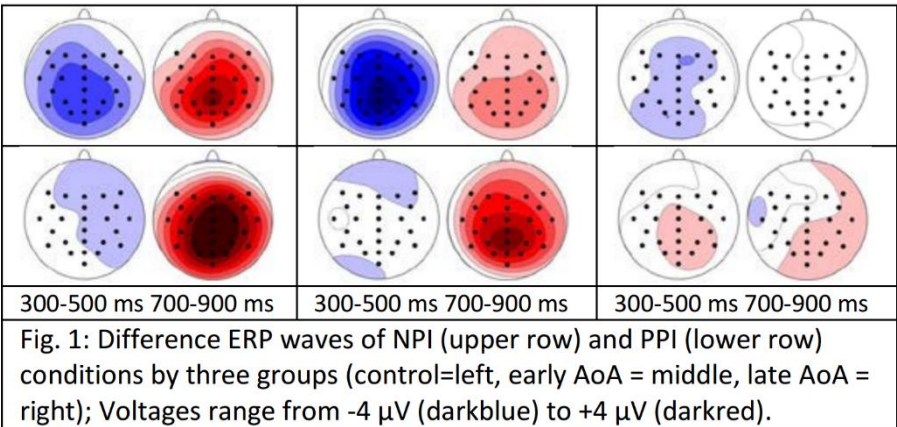 300-500 ms 700-900 ms 300-500 ms 700-900 ms 300-500 ms 700-900 ms
Fig. 1: Difference ERP waves of NPI (upper row) and PPI (lower row)
conditions by three groups (control=left, early AoA = middle, late AoA =
right); Voltages range from -4 µV (darkblue) to +4 µV (darkred).